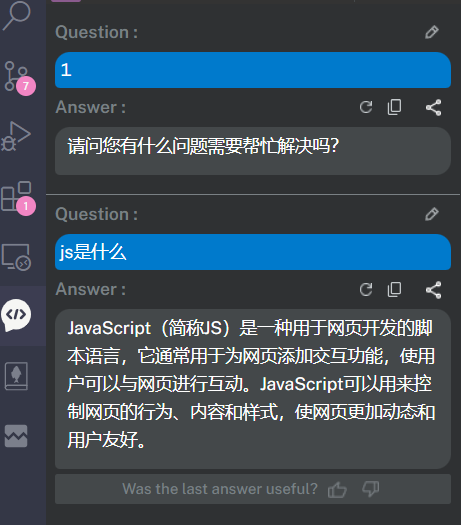 Question :
1
Answer :
请问您有什么问题需要帮忙解决吗?
Question :
js是什么
Answer :
JavaScript（简称JS）是一种用于网页开发的脚
本语言，它通常用于为网页添加交互功能，使用
户可以与网页进行互动。JavaScript可以用来控
制网页的行为、内容和样式，使网页更加动态和
用户友好。
Was the last answer useful?
7
1